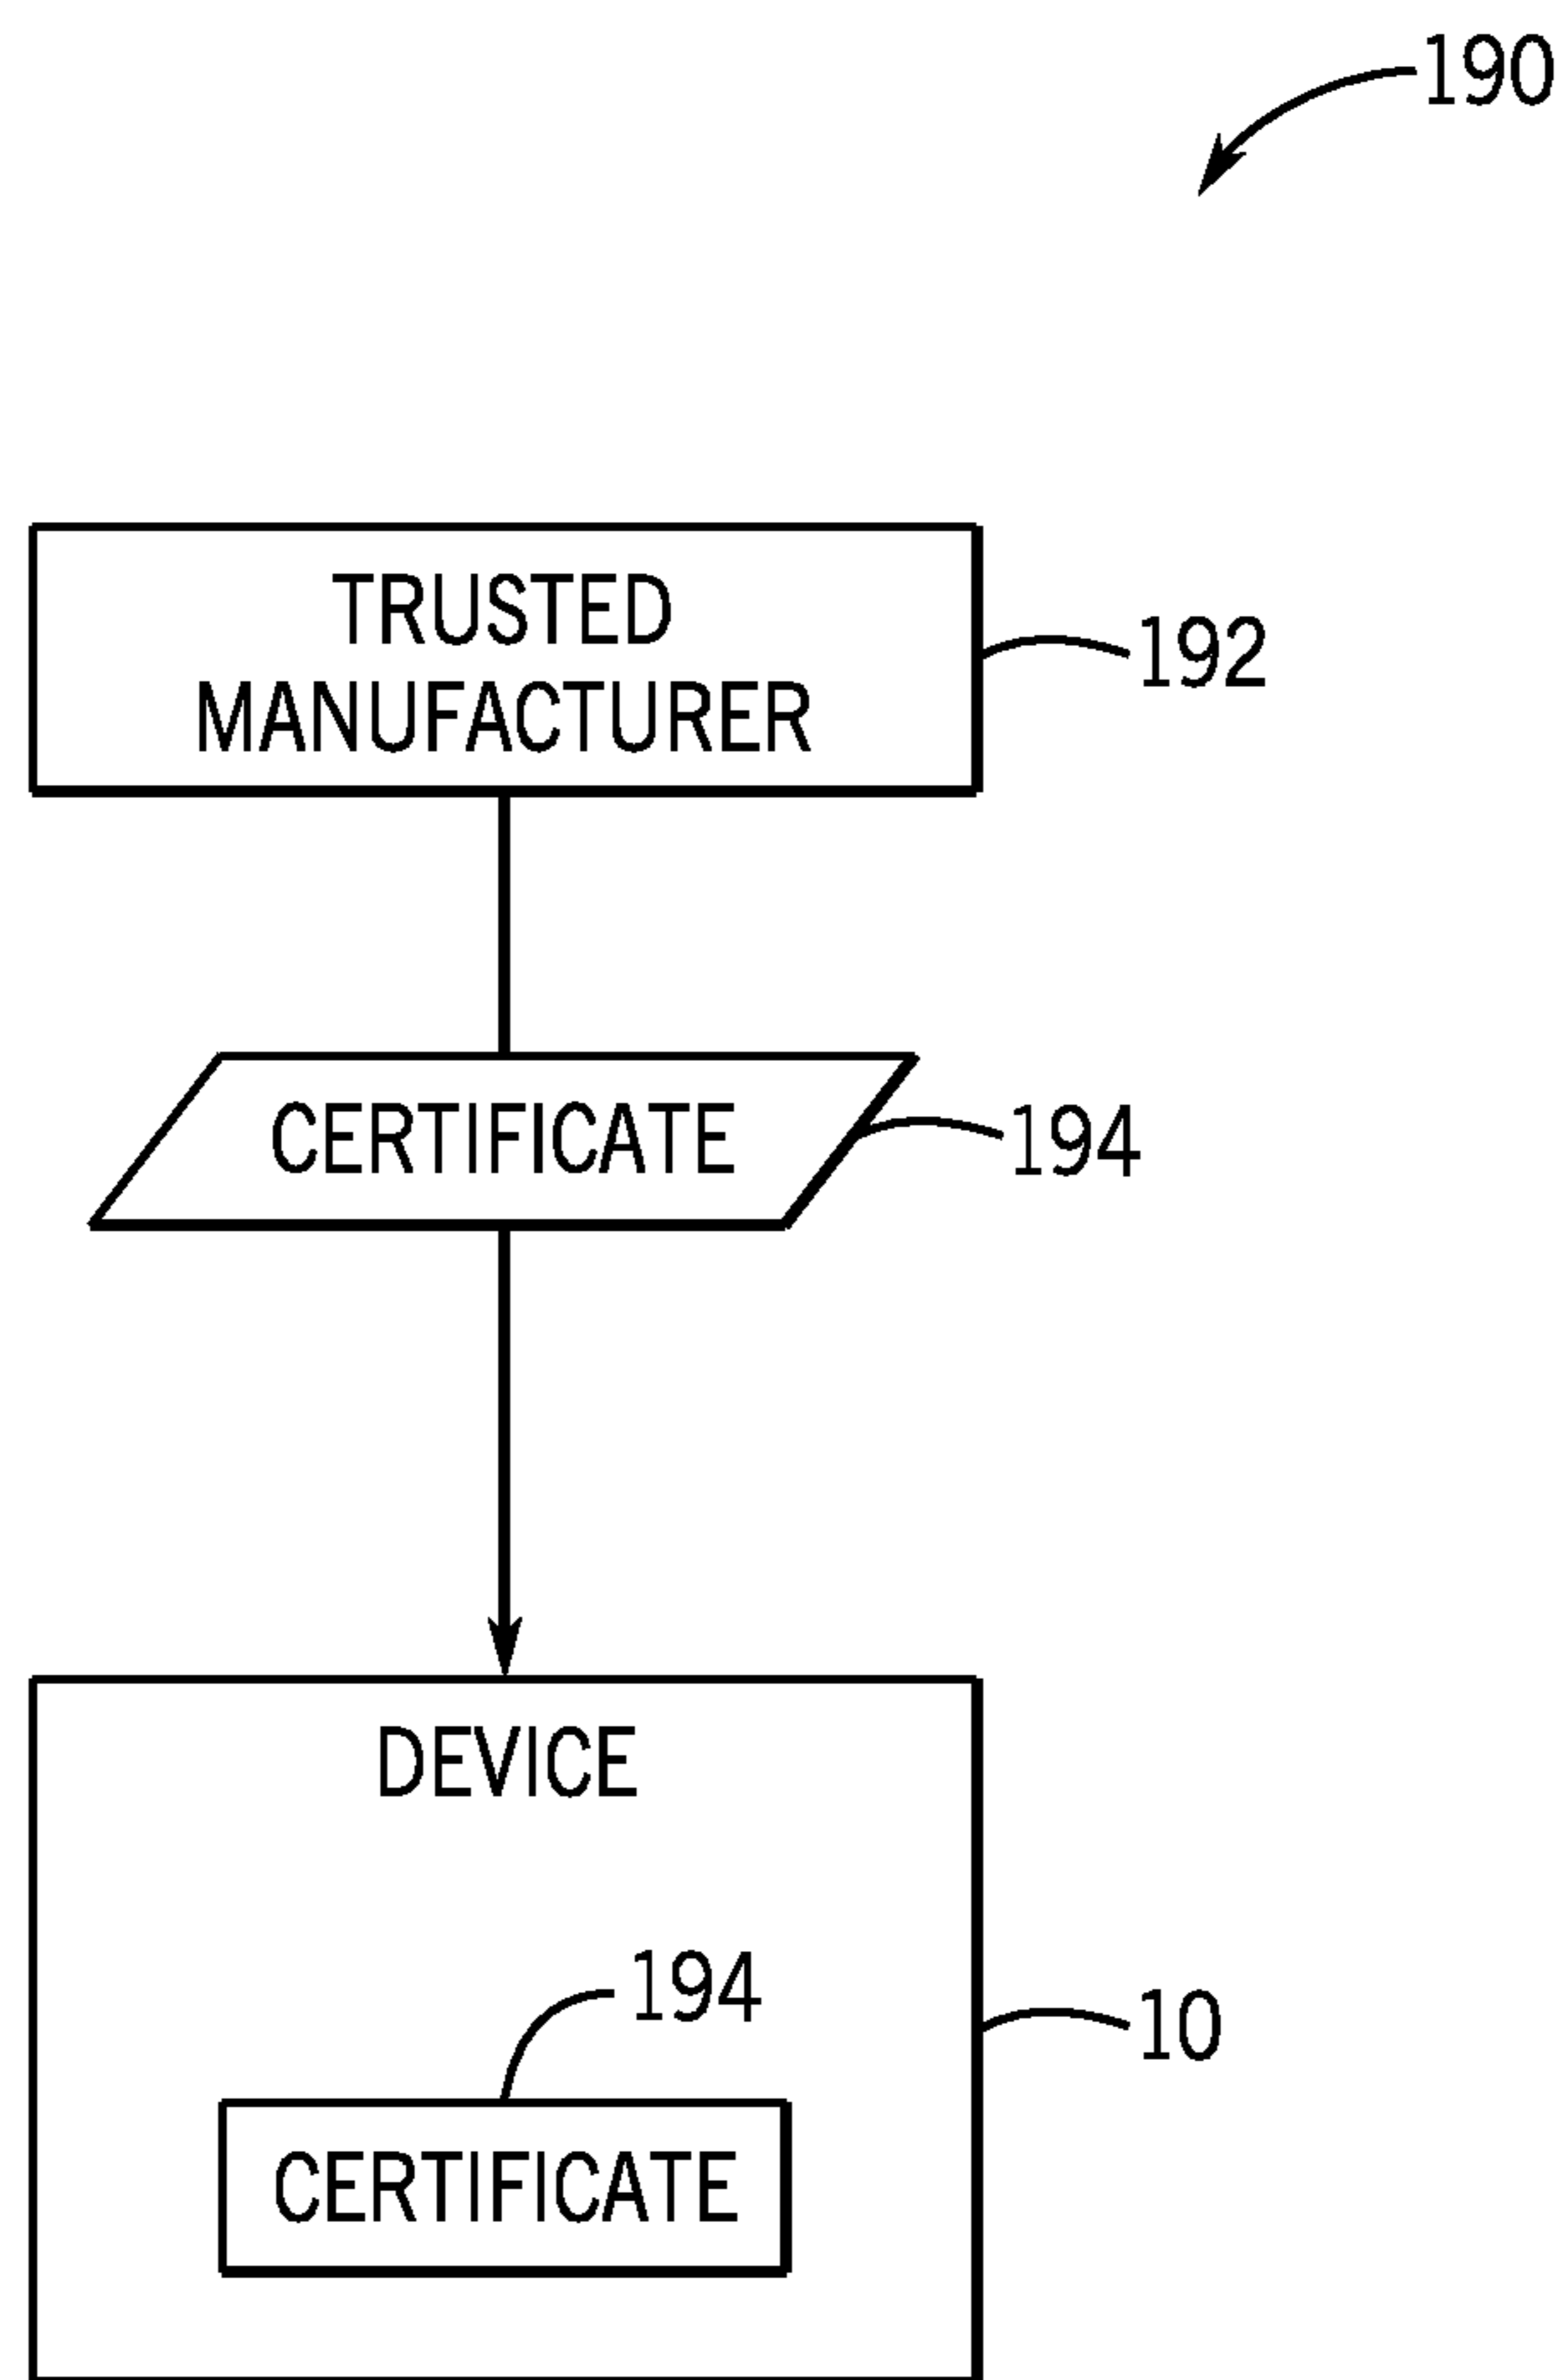 190
TRUSTED
MANUFACTURER
192
CERTIFICATE
194
DEVICE
194
10
CERTIFICATE